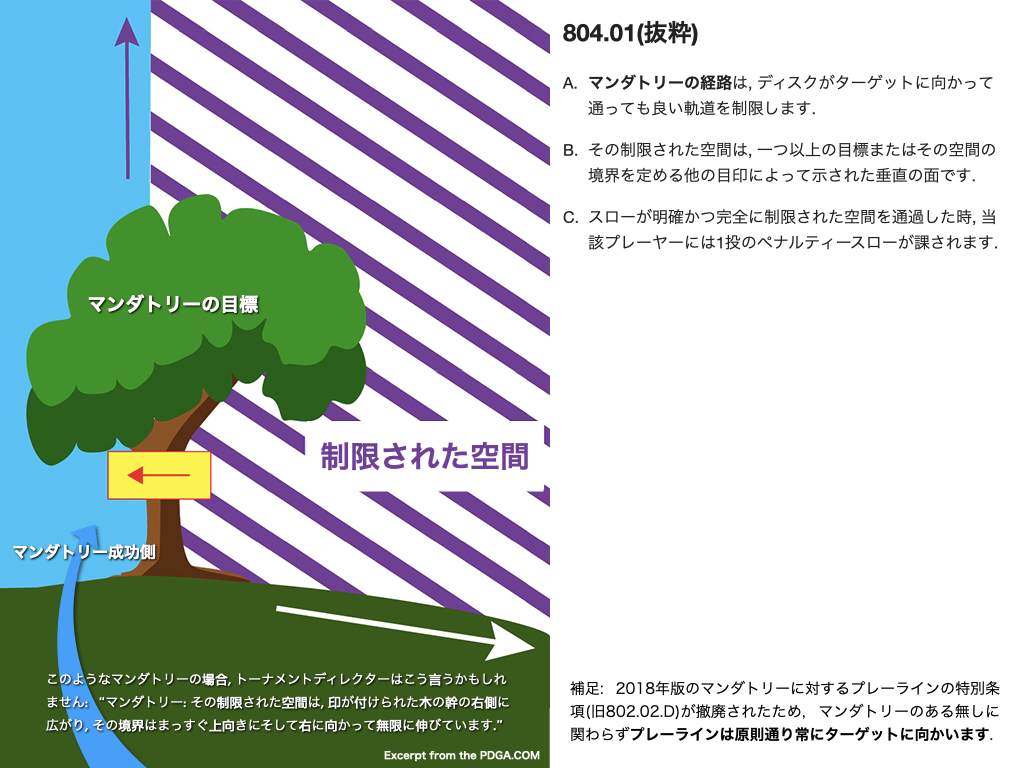 804.01(抜粋)
A. マンダトリーの経路は, ディスクがターゲットに向かって
通っても良い軌道を制限します.
B. その制限された空間は, 一つ以上の目標またはその空間の
境界を定める他の目印によって示された垂直の面です.
C. スローが明確かつ完全に制限された空間を通過した時, 当
該プレーヤーには1投のペナルティースローが課されます.
マンダトリーの目標
制限された空間
マンダトリー成功側
このようなマンダトリーの場合, トーナメントディレクターはこう言うかもしれ
ません: “マンダトリー: その制限された空間は, 印が付けられた木の幹の右側に
広がり, その境界はまっすぐ上向きにそして右に向かって無限に伸びています.”
Excerpt from the PDGA.COM
補足: 2018年版のマンダトリーに対するプレーラインの特別条
項(旧802.02.D)が撤廃されたため, マンダトリーのある無しに
関わらずプレーラインは原則通り常にターゲットに向かいます.